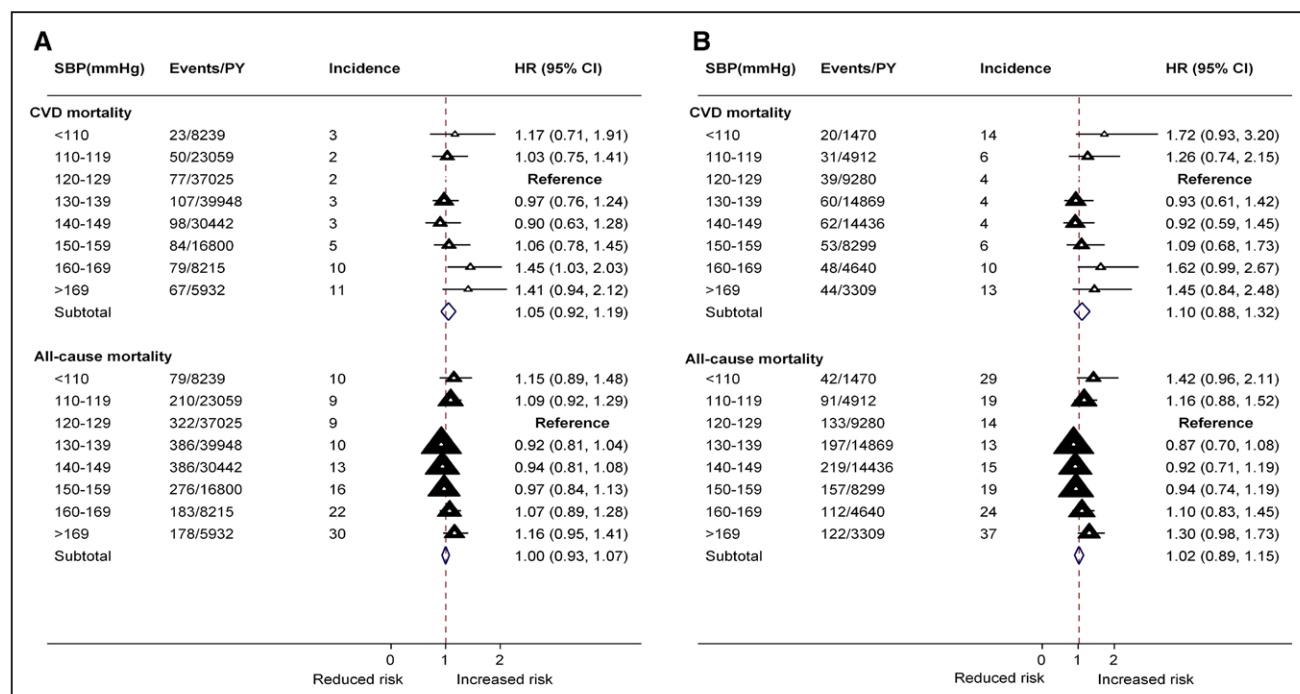 A
SBP(mmHg) Events/PY Incidence HR (95% CI)
CVD mortality
<110 23/8239 3 1.17 (0.71, 1.91)
110-119 50/23059 2 1.03 (0.75, 1.41)
120-129 77/37025 2 Reference
130-139 107/39948 3 0.97 (0.76, 1.24)
140-149 98/30442 3 0.90 (0.63, 1.28)
150-159 84/16800 5 1.06 (0.78, 1.45)
160-169 79/8215 10 1.45 (1.03, 2.03)
>169 67/5932 11 1.41 (0.94, 2.12)
Subtotal 1.05 (0.92, 1.19)
All-cause mortality
<110 79/8239 10 1.15 (0.89, 1.48)
110-119 210/23059 9 1.09 (0.92, 1.29)
120-129 322/37025 9 Reference
130-139 386/39948 10 0.92 (0.81, 1.04)
140-149 386/30442 13 0.94 (0.81, 1.08)
150-159 276/16800 16 0.97 (0.84, 1.13)
160-169 183/8215 22 1.07 (0.89, 1.28)
>169 178/5932 30 1.16 (0.95, 1.41)
Subtotal 1.00 (0.93, 1.07)
0 1 2
Reduced risk Increased risk
B
SBP(mmHg) Events/PY Incidence HR (95% CI)
CVD mortality
<110 20/1470 14 1.72 (0.93, 3.20)
110-119 31/4912 6 1.26 (0.74, 2.15)
120-129 39/9280 4 Reference
130-139 60/14869 4 0.93 (0.61, 1.42)
140-149 62/14436 4 0.92 (0.59, 1.45)
150-159 53/8299 6 1.09 (0.68, 1.73)
160-169 48/4640 10 1.62 (0.99, 2.67)
>169 44/3309 13 1.45 (0.84, 2.48)
Subtotal 1.10 (0.88, 1.32)
All-cause mortality
<110 42/1470 29 1.42 (0.96, 2.11)
110-119 91/4912 19 1.16 (0.88, 1.52)
120-129 133/9280 14 Reference
130-139 197/14869 13 0.87 (0.70, 1.08)
140-149 219/14436 15 0.92 (0.71, 1.19)
150-159 157/8299 19 0.94 (0.74, 1.19)
160-169 112/4640 24 1.10 (0.83, 1.45)
>169 122/3309 37 1.30 (0.98, 1.73)
Subtotal 1.02 (0.89, 1.15)
0 1 2
Reduced risk Increased risk